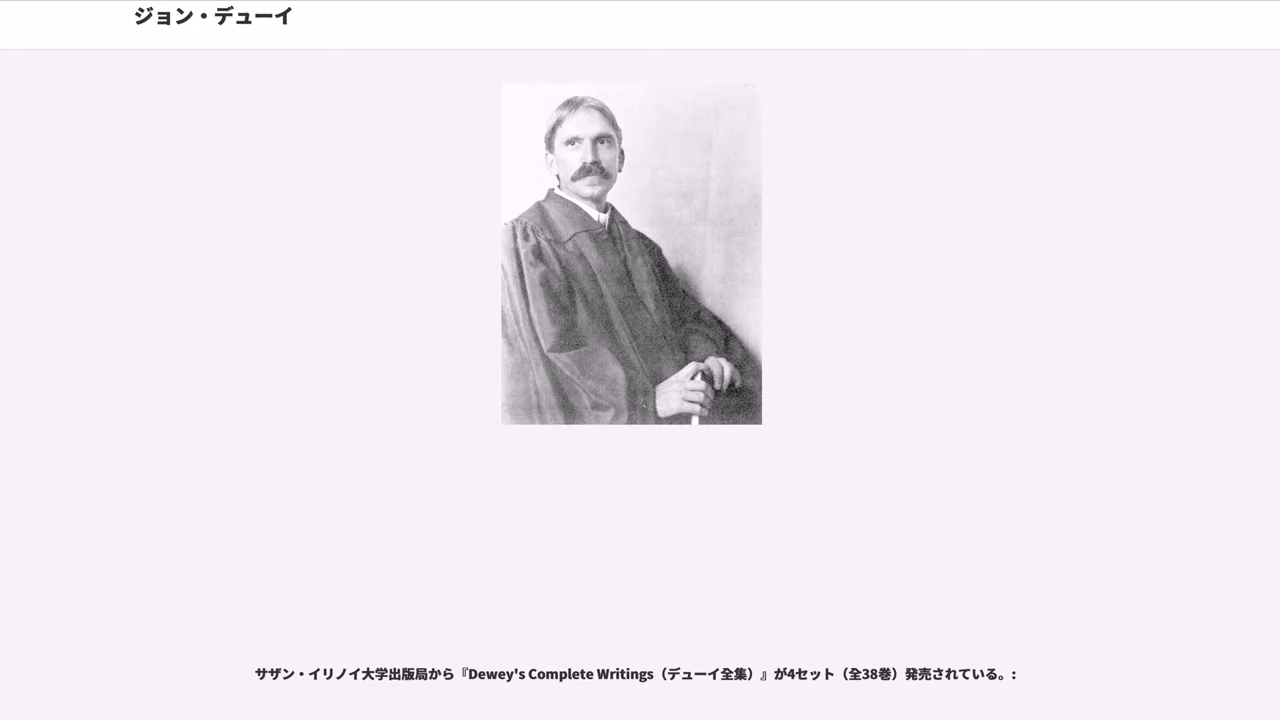 ジョン・デューイ
サザン・イリノイ大学出版局から『Dewey's Complete Writings（デューイ全集）』が4セット（全38巻）発売されている。: